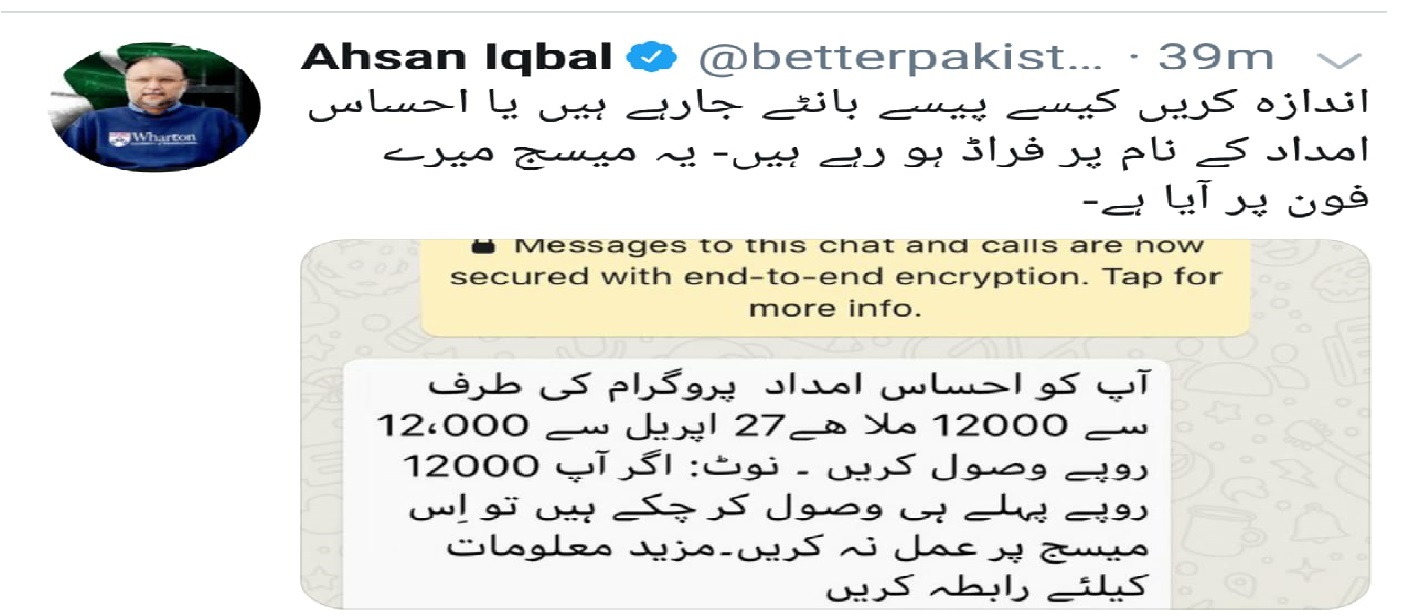 Ahsan Iqbal @betterpakist... · 39m
اندازہ کریں کیسے پیسے بانٹے جارہے ہیں یا احساس
امداد کے نام پر فراڈ ہو رہے ہیں۔ یہ میسج میرے
فون پر آیا ہے۔
Wharton
Messages to this chat and calls are now
secured with end-to-end encryption. Tap for
more info.
آپ کو احساس امداد پروگرام کی طرف
سے 12000 ملا ھے27 اپریل سے 12،000
روپے وصول کریں ۔ نوٹ: اگر آپ 12000
روپے پہلے ہی وصول کر چکے ہیں تو اِس
میسج پر عمل نہ کریں۔مزید معلومات
کیلئے رابطہ کریں